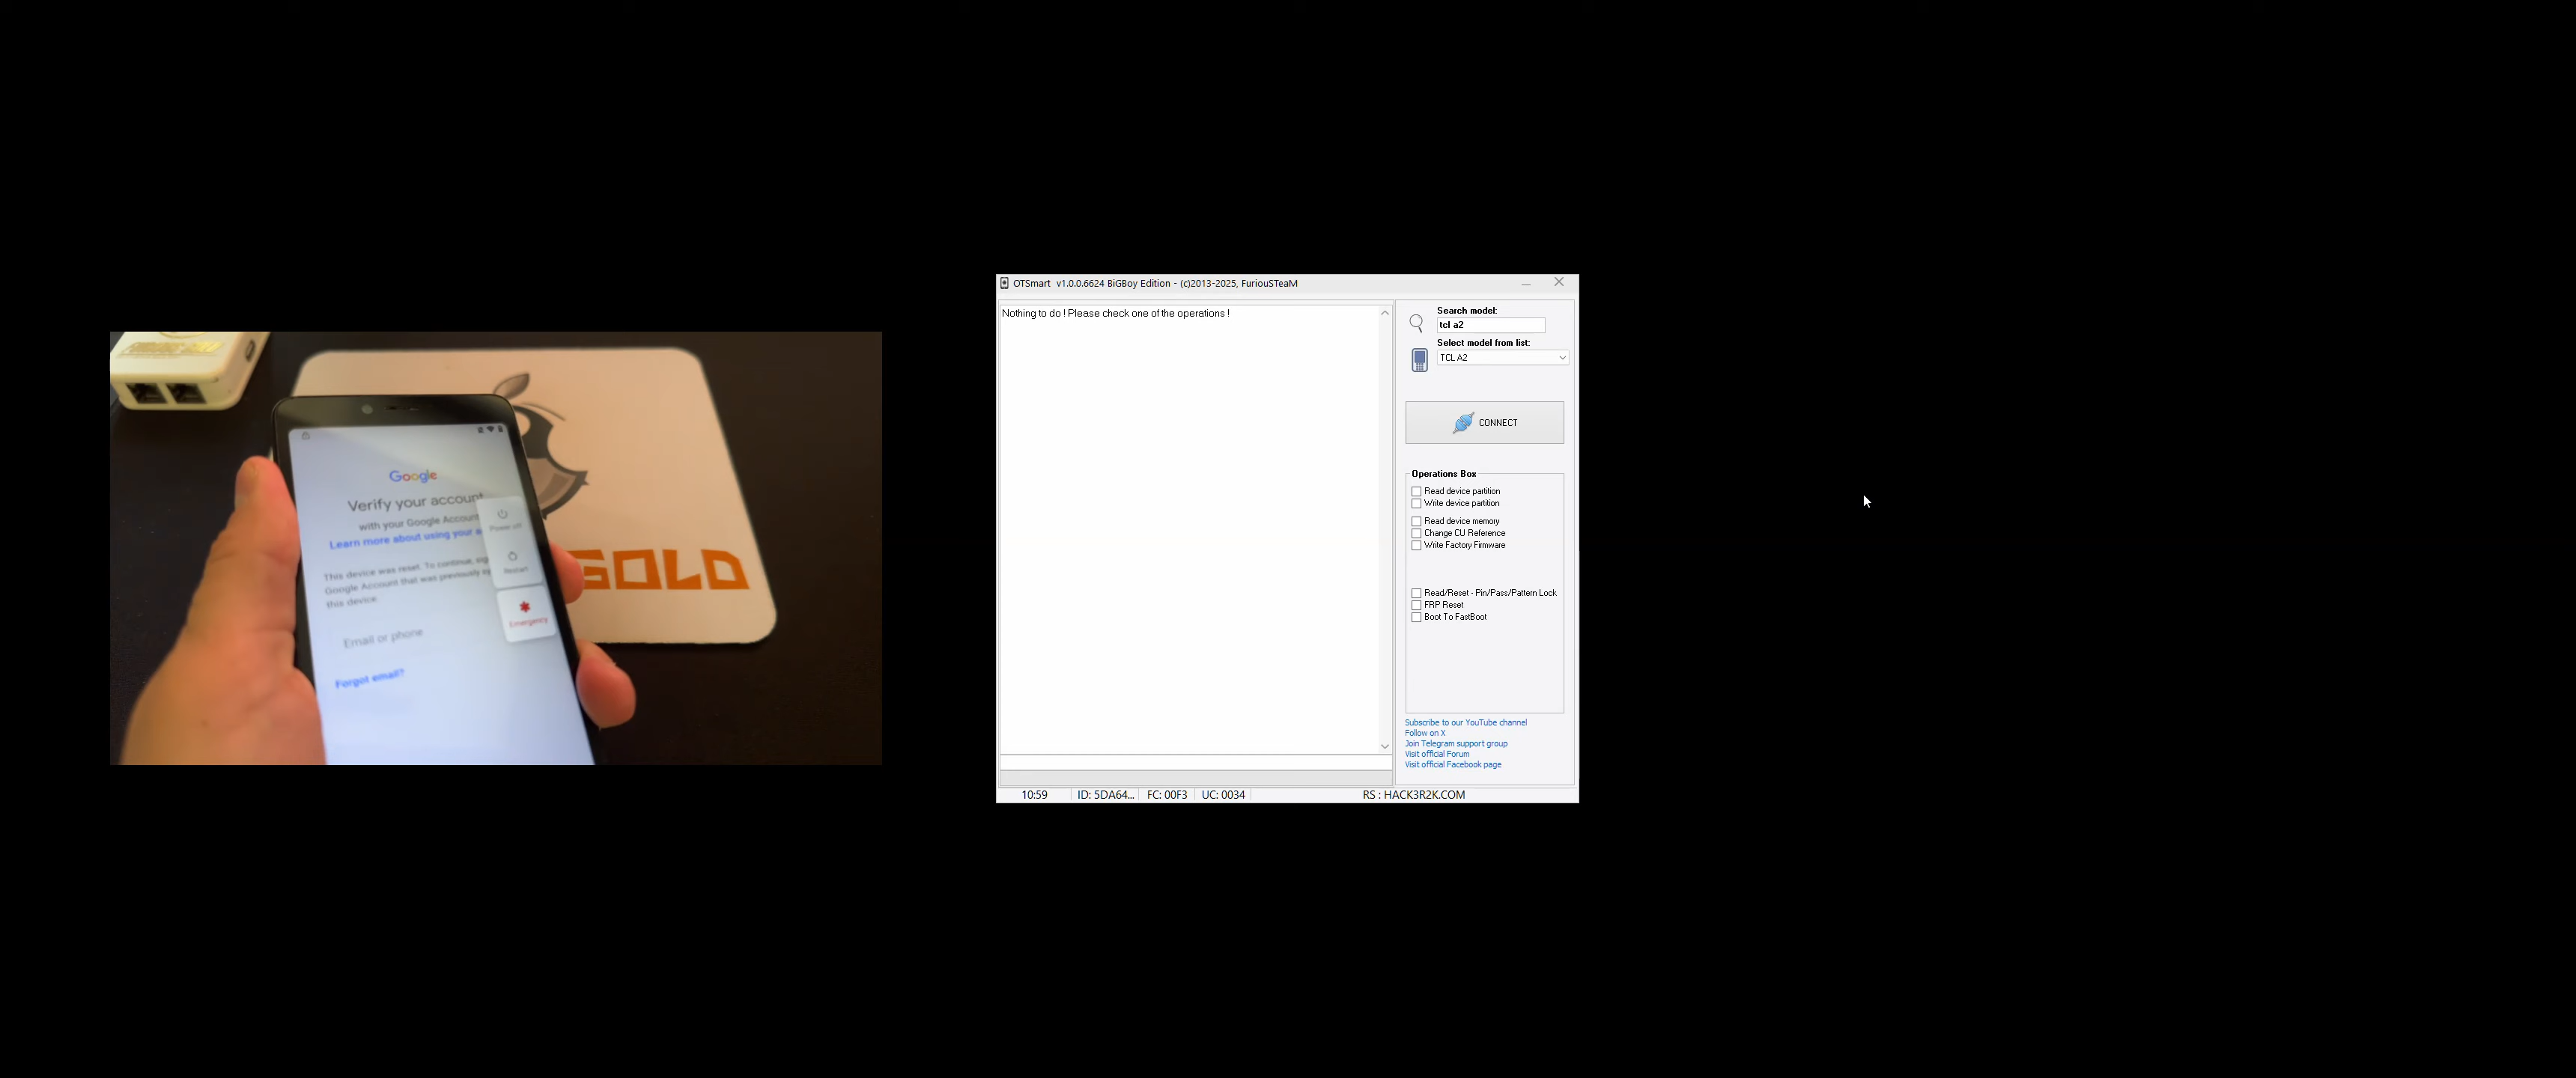 Google
Verify your account
with your Google Account
Learn more about using your a
This device was reset. To continue, sig
Google Account that was previously
this device.
Email or phone
Forgot email?
Power off
Restart
Emergency
GOLD
OTSmart v1.0.0.6624 BiGBoy Edition - (c)2013-2025, FuriouSTeaM
Nothing to do ! Please check one of the operations !
Search model:
tcl a2
Select model from list:
TCL A2
CONNECT
Operations Box
Read device partition
Write device partition
Read device memory
Change CU Reference
Write Factory Firmware
Read/Reset - Pin/Pass/Pattern Lock
FRP Reset
Boot To FastBoot
Subscribe to our YouTube channel
Follow on X
Join Telegram support group
Visit official Forum
Visit official Facebook page
10:59 ID: 5DA64... FC: 00F3 UC: 0034 RS : HACK3R2K.COM